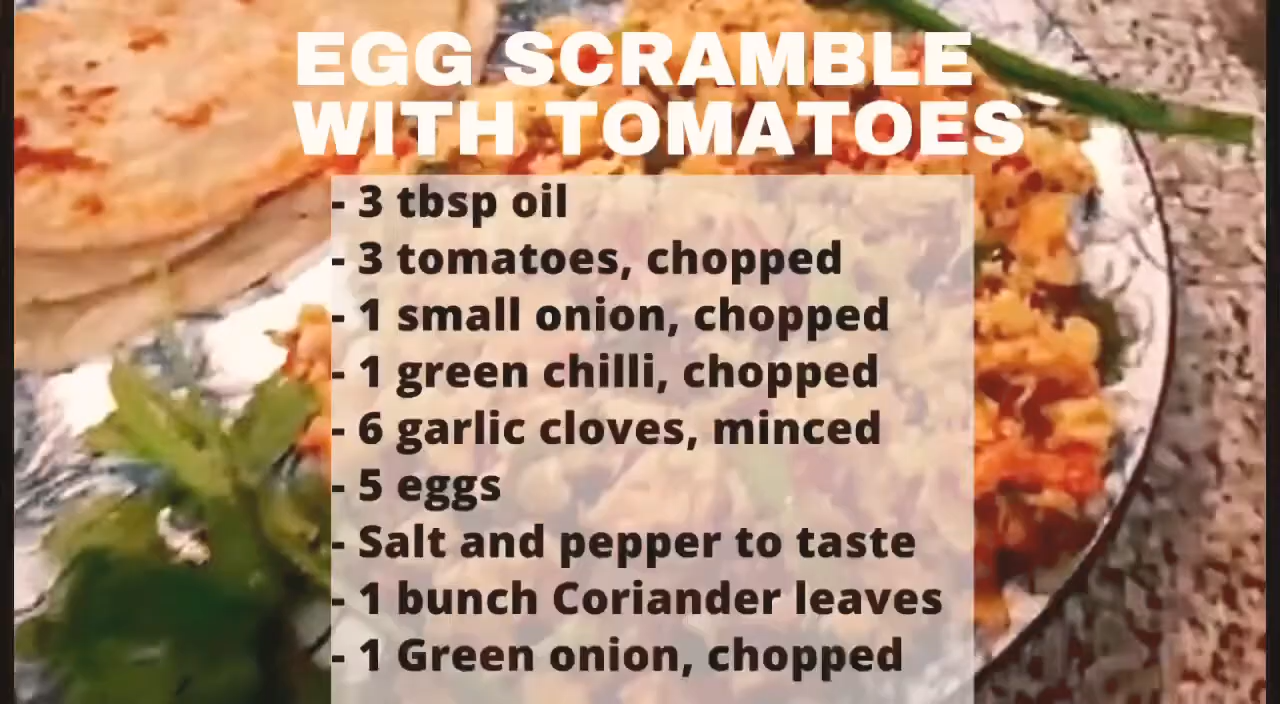 EGG SCRAMBLE
WITH TOMATOES
- 3 tbsp oil
- 3 tomatoes, chopped
- 1 small onion, chopped
- 1 green chilli, chopped
- 6 garlic cloves, minced
- 5 eggs
- Salt and pepper to taste
- 1 bunch Coriander leaves
- 1 Green onion, chopped